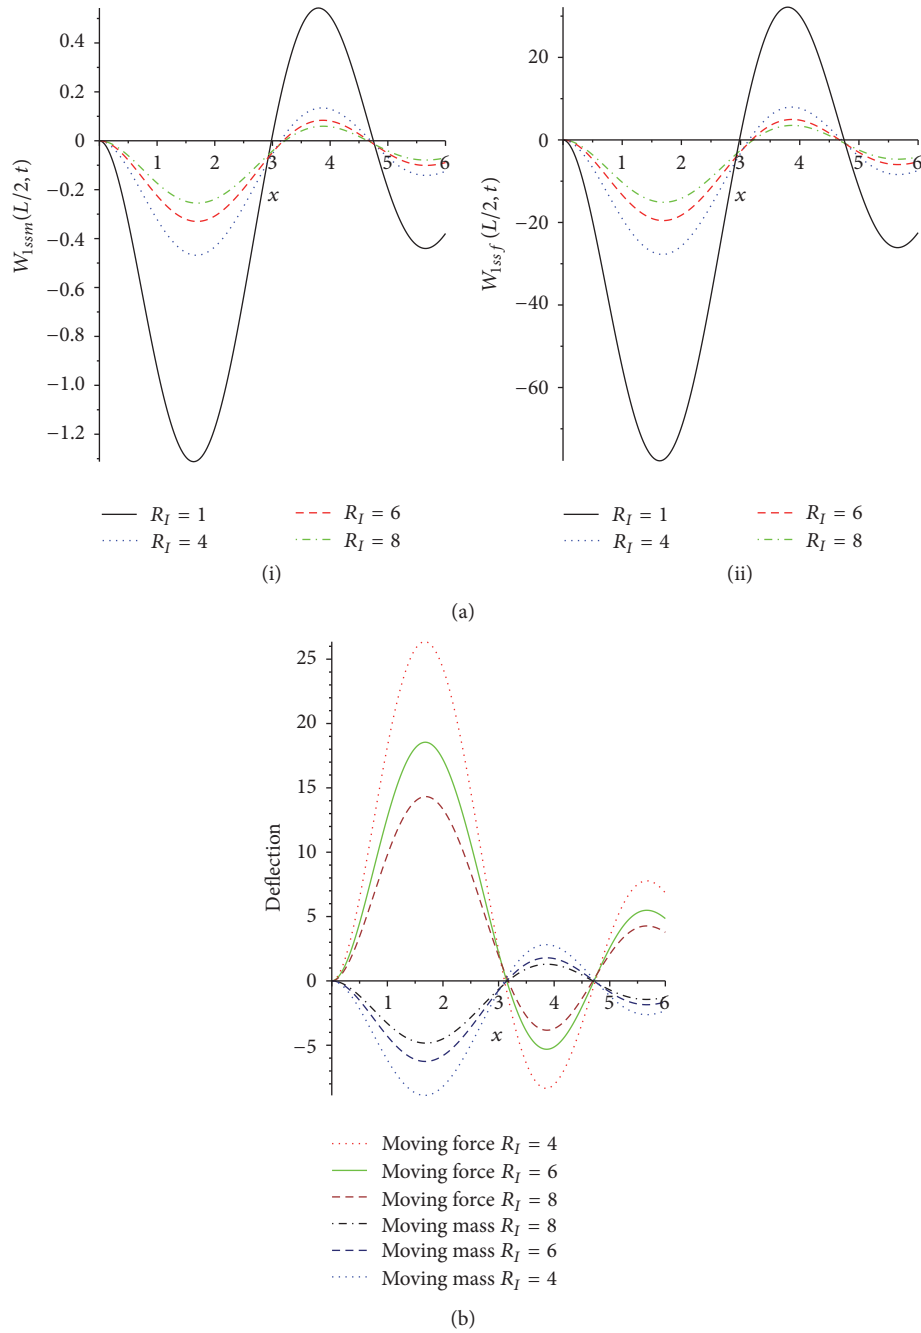 0.4
0.2
0
−0.2
−0.4
−0.6
−0.8
−1.0
−1.2
1 2 3 4 5 6
x
W1ssm(L/2, t)
R_I = 1
R_I = 4
R_I = 6
R_I = 8
(i)
20
0
−20
−40
−60
1 2 3 4 5 6
x
W1ssf(L/2, t)
R_I = 1
R_I = 4
R_I = 6
R_I = 8
(ii)
(a)
25
20
15
10
5
0
−5
1 2 3 4 5 6
x
Deflection
Moving force R_I = 4
Moving force R_I = 6
Moving force R_I = 8
Moving mass R_I = 8
Moving mass R_I = 6
Moving mass R_I = 4
(b)